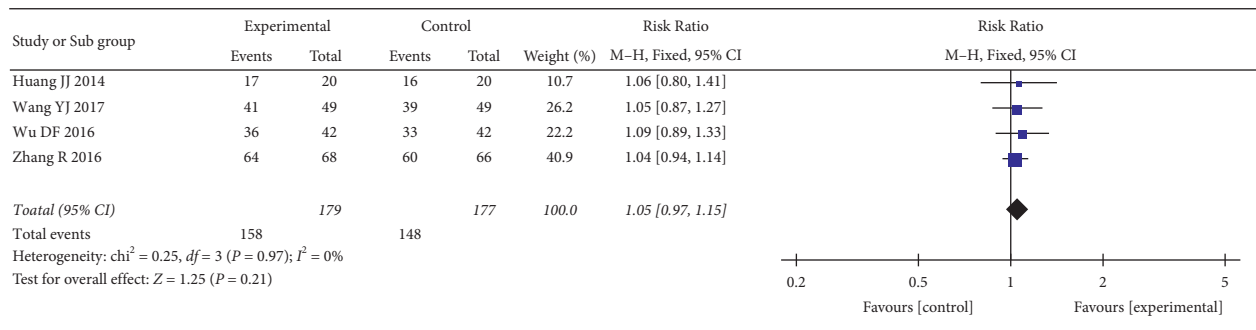 Experimental Control Risk Ratio Risk Ratio
Study or Sub group
Events Total Events Total Weight (%) M–H, Fixed, 95% CI M–H, Fixed, 95% CI
Huang JJ 2014 17 20 16 20 10.7 1.06 [0.80, 1.41]
Wang YJ 2017 41 49 39 49 26.2 1.05 [0.87, 1.27]
Wu DF 2016 36 42 33 42 22.2 1.09 [0.89, 1.33]
Zhang R 2016 64 68 60 66 40.9 1.04 [0.94, 1.14]
Toatal (95% CI) 179 177 100.0 1.05 [0.97, 1.15]
Total events 158 148
Heterogeneity: chi² = 0.25, df = 3 (P = 0.97); I² = 0%
Test for overall effect: Z = 1.25 (P = 0.21)
0.2 0.5 1 2 5
Favours [control] Favours [experimental]